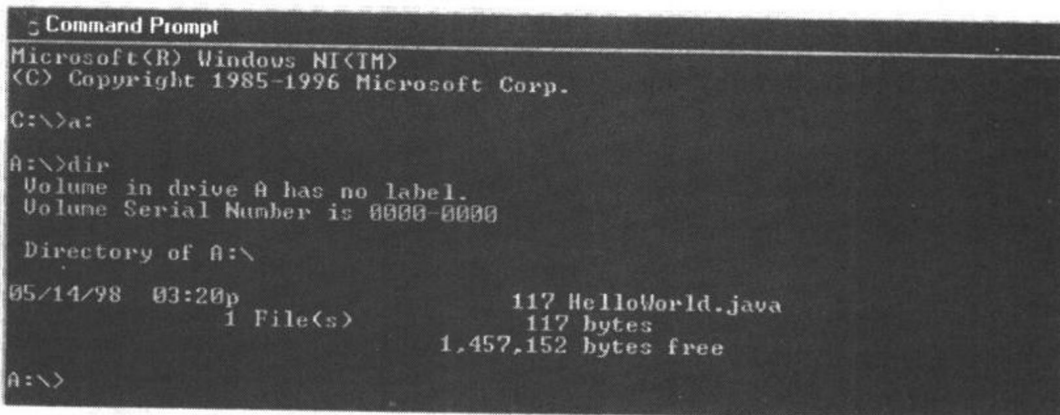 Command Prompt
Microsoft(R) Windows NT(TM)
(C) Copyright 1985-1996 Microsoft Corp.
C:\>a:
A:\>dir
Volume in drive A has no label.
Volume Serial Number is 0000-0000
Directory of A:\
05/14/98 03:20p 117 HelloWorld.java
1 File(s) 117 bytes
1,457,152 bytes free
A:\>